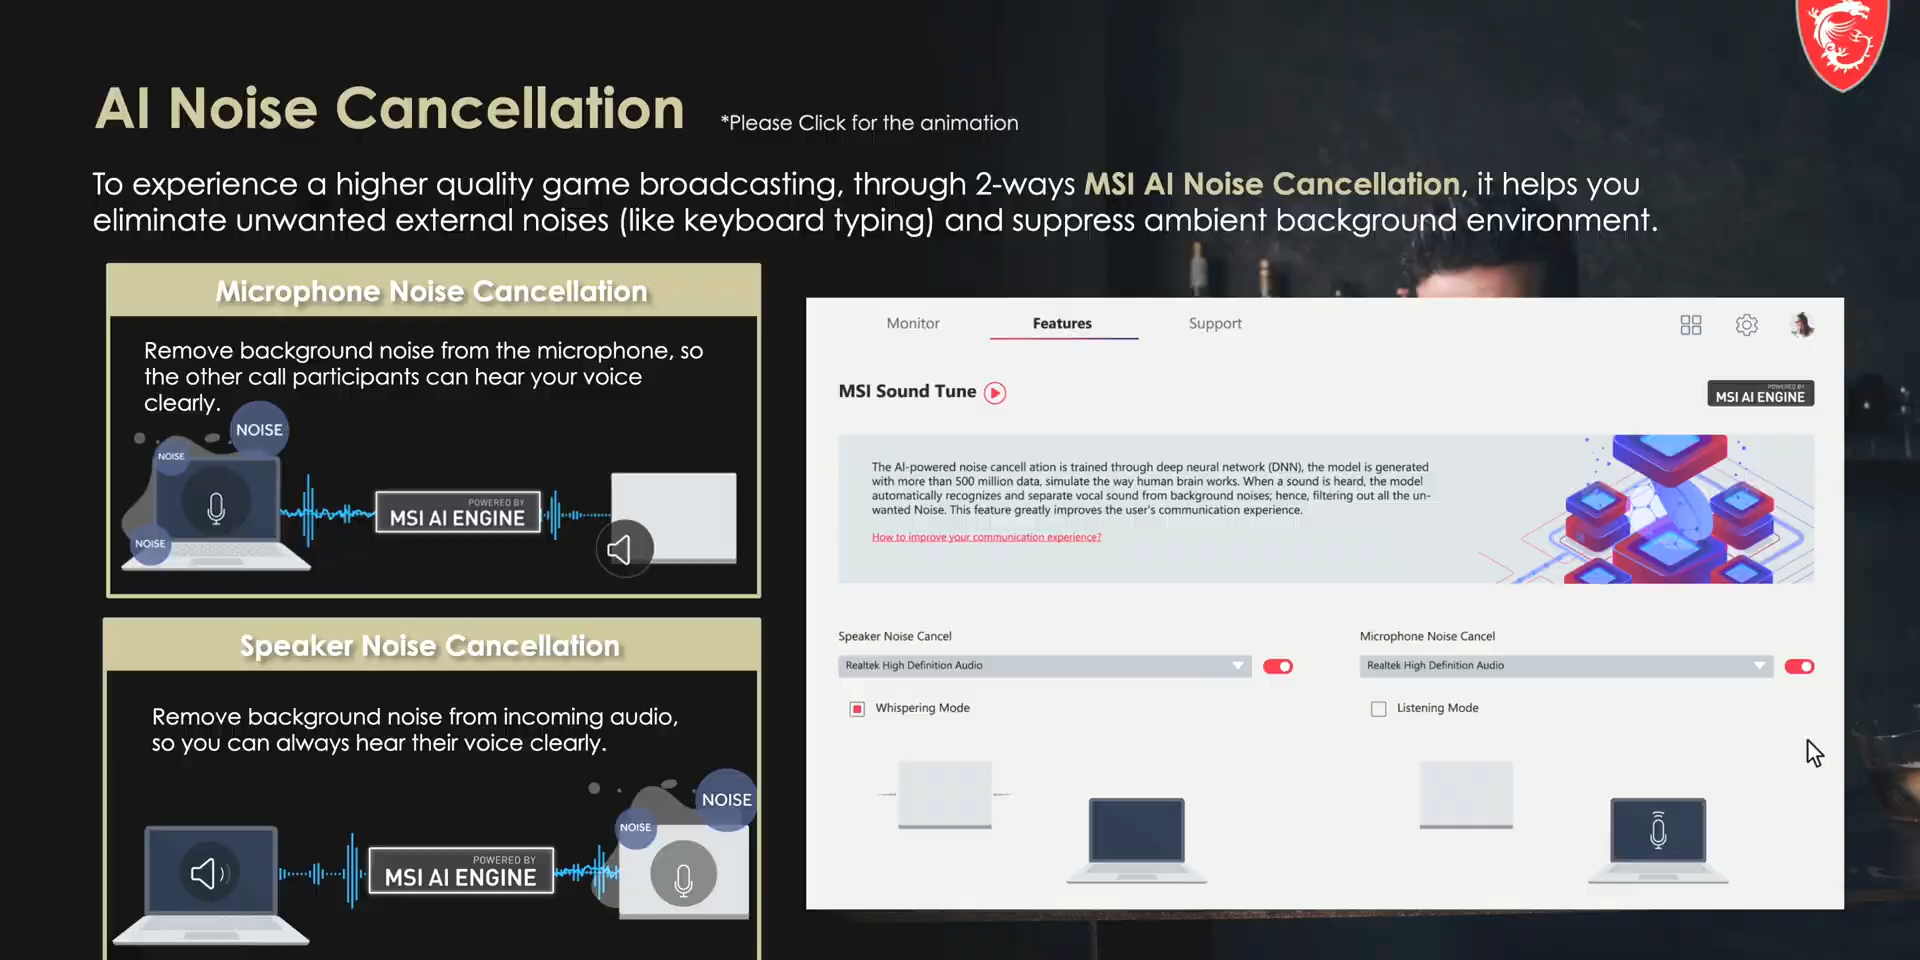 AI Noise Cancellation
*Please Click for the animation
To experience a higher quality game broadcasting, through 2-ways MSI AI Noise Cancellation, it helps you
eliminate unwanted external noises (like keyboard typing) and suppress ambient background environment.
Microphone Noise Cancellation
Remove background noise from the microphone, so
the other call participants can hear your voice
clearly.
NOISE
NOISE
NOISE
POWERED BY
MSI AI ENGINE
Speaker Noise Cancellation
Remove background noise from incoming audio,
so you can always hear their voice clearly.
NOISE
NOISE
POWERED BY
MSI AI ENGINE
Monitor
Features
Support
MSI Sound Tune
POWERED BY
MSI AI ENGINE
The AI-powered noise cancell ation is trained through deep neural network (DNN), the model is generated
with more than 500 million data, simulate the way human brain works. When a sound is heard, the model
automatically recognizes and separate vocal sound from background noises; hence, filtering out all the un-
wanted Noise. This feature greatly improves the user's communication experience.
How to improve your communication experience?
Speaker Noise Cancel
Realtek High Definition Audio
Whispering Mode
Microphone Noise Cancel
Realtek High Definition Audio
Listening Mode